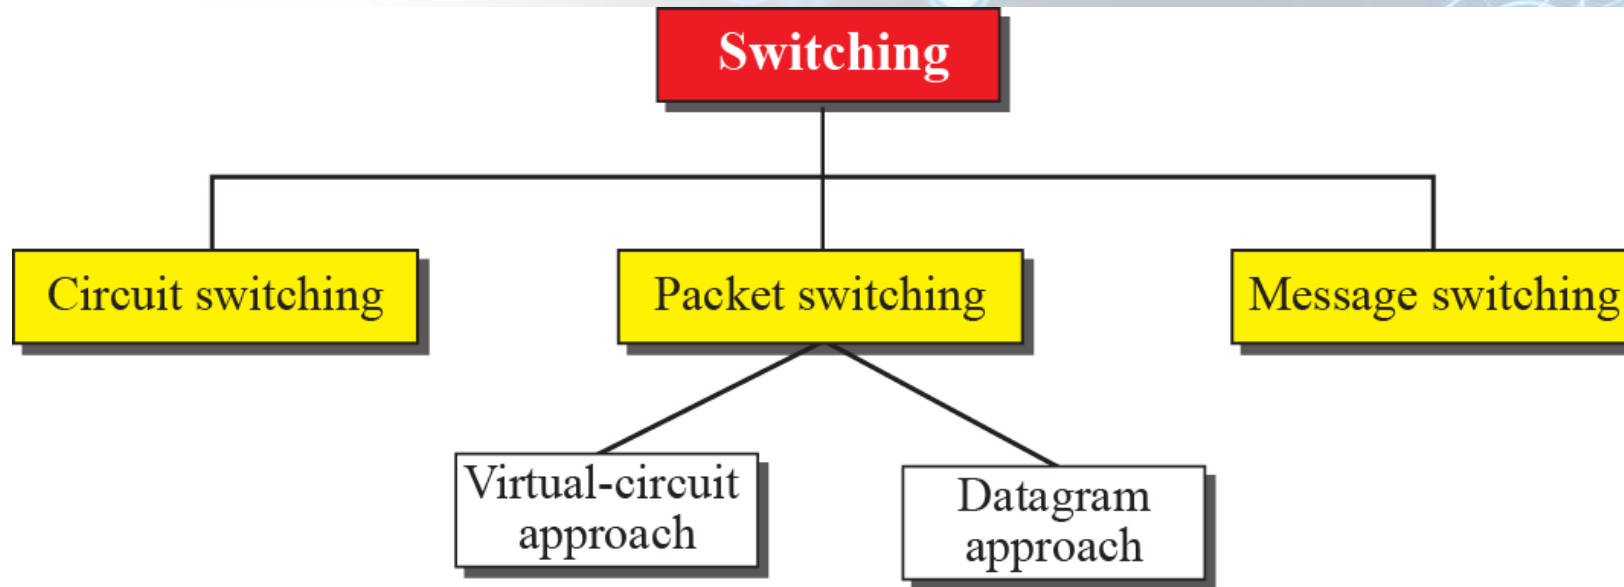 Switching
Circuit switching
Packet switching
Message switching
Virtual-circuit
approach
Datagram
approach